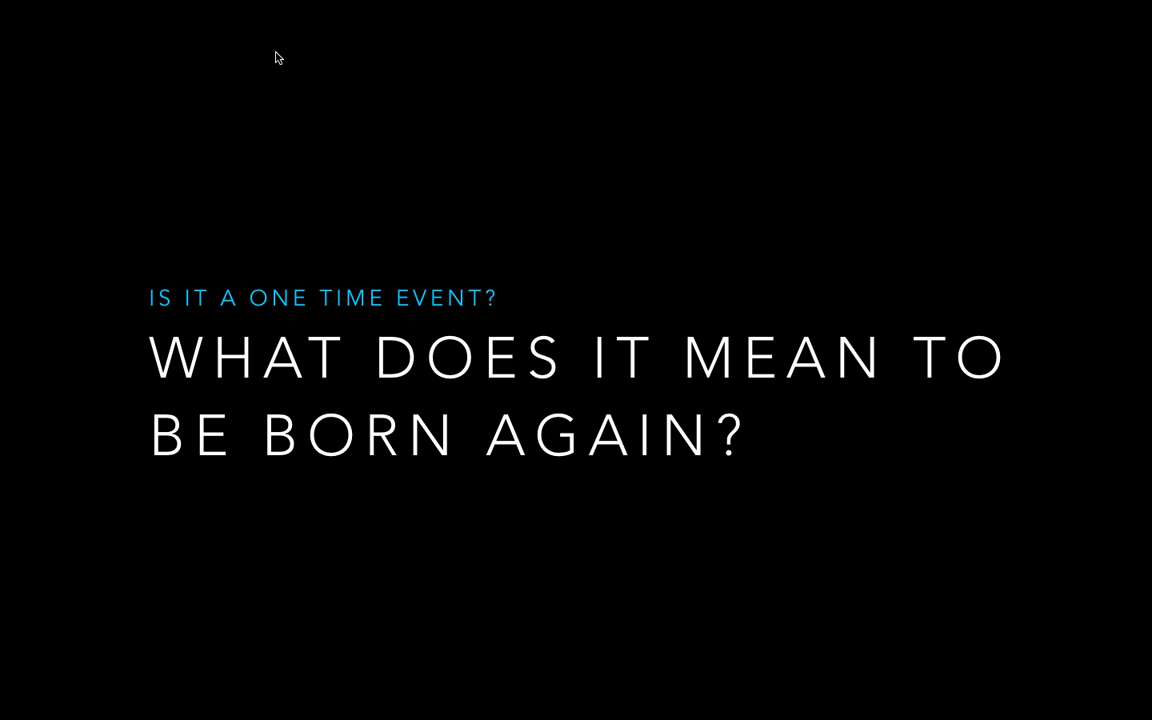 IS IT A ONE TIME EVENT?
WHAT DOES IT MEAN TO
BE BORN AGAIN?